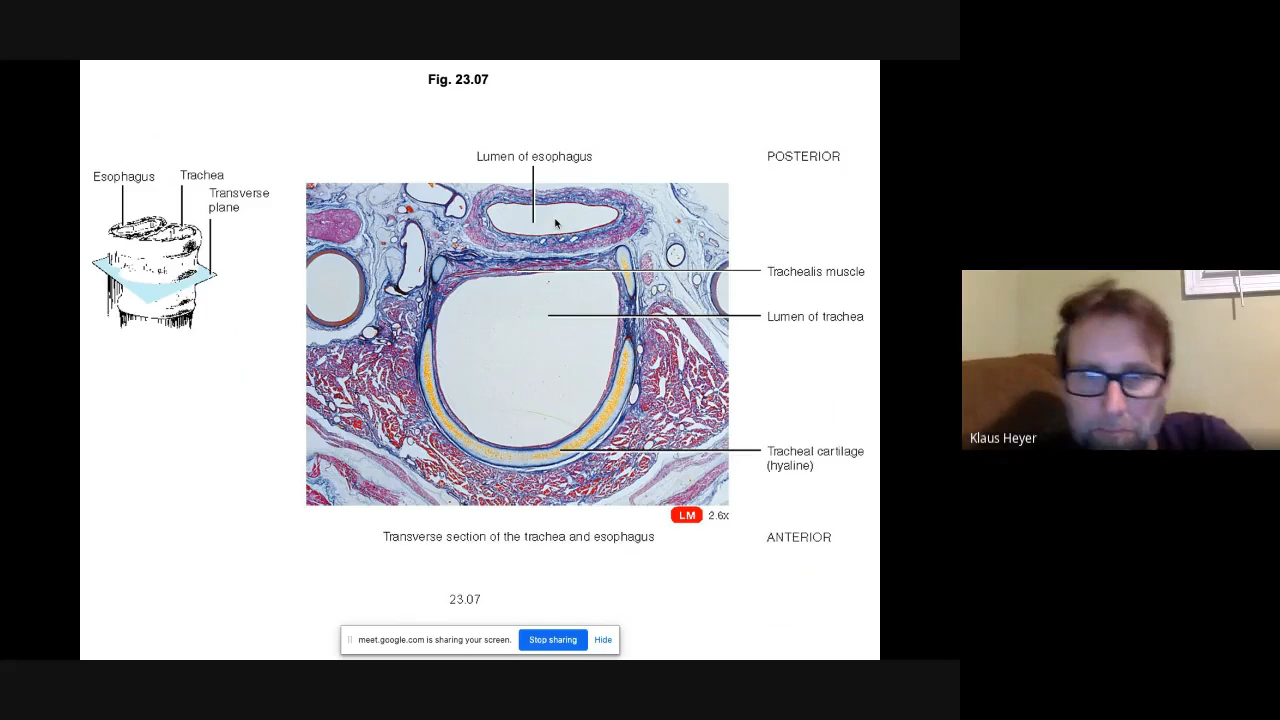 Fig. 23.07
Lumen of esophagus
POSTERIOR
Esophagus
Trachea
Transverse
plane
Trachealis muscle
Lumen of trachea
Tracheal cartilage
(hyaline)
LM 2.6x
Transverse section of the trachea and esophagus
ANTERIOR
23.07
meet.google.com is sharing your screen.
Stop sharing
Hide
Klaus Heyer